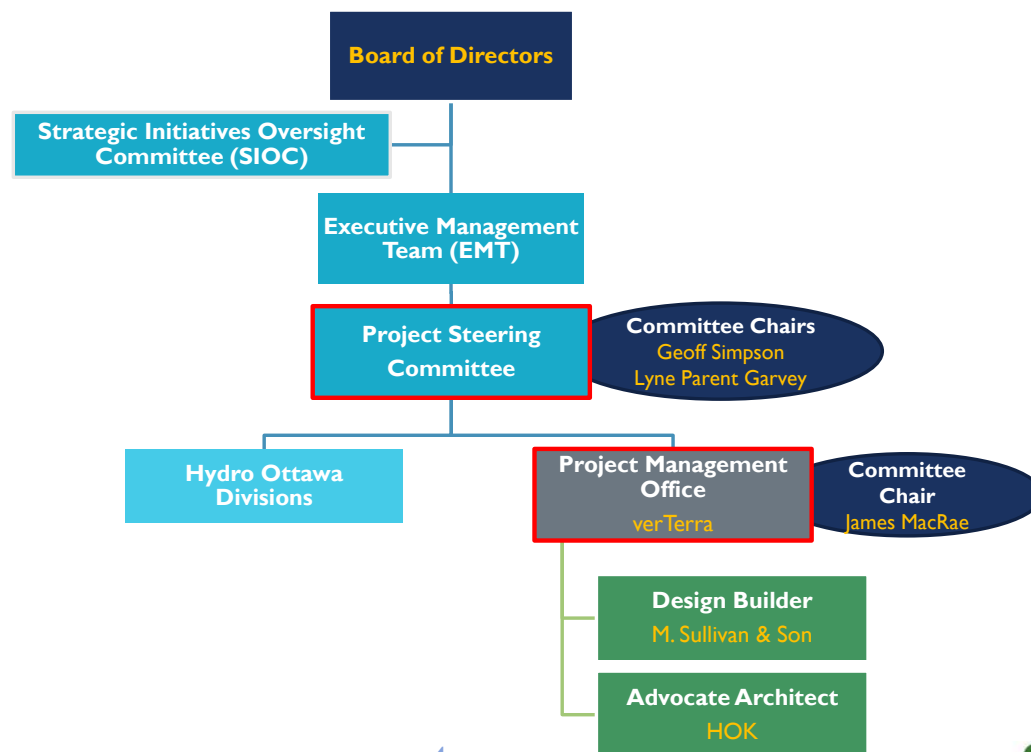 Board of Directors
Strategic Initiatives Oversight
Committee (SIOC)
Executive Management
Team (EMT)
Project Steering
Committee
Committee Chairs
Geoff Simpson
Lyne Parent Garvey
Hydro Ottawa
Divisions
Project Management
Office
verTerra
Committee
Chair
James MacRae
Design Builder
M. Sullivan & Son
Advocate Architect
HOK